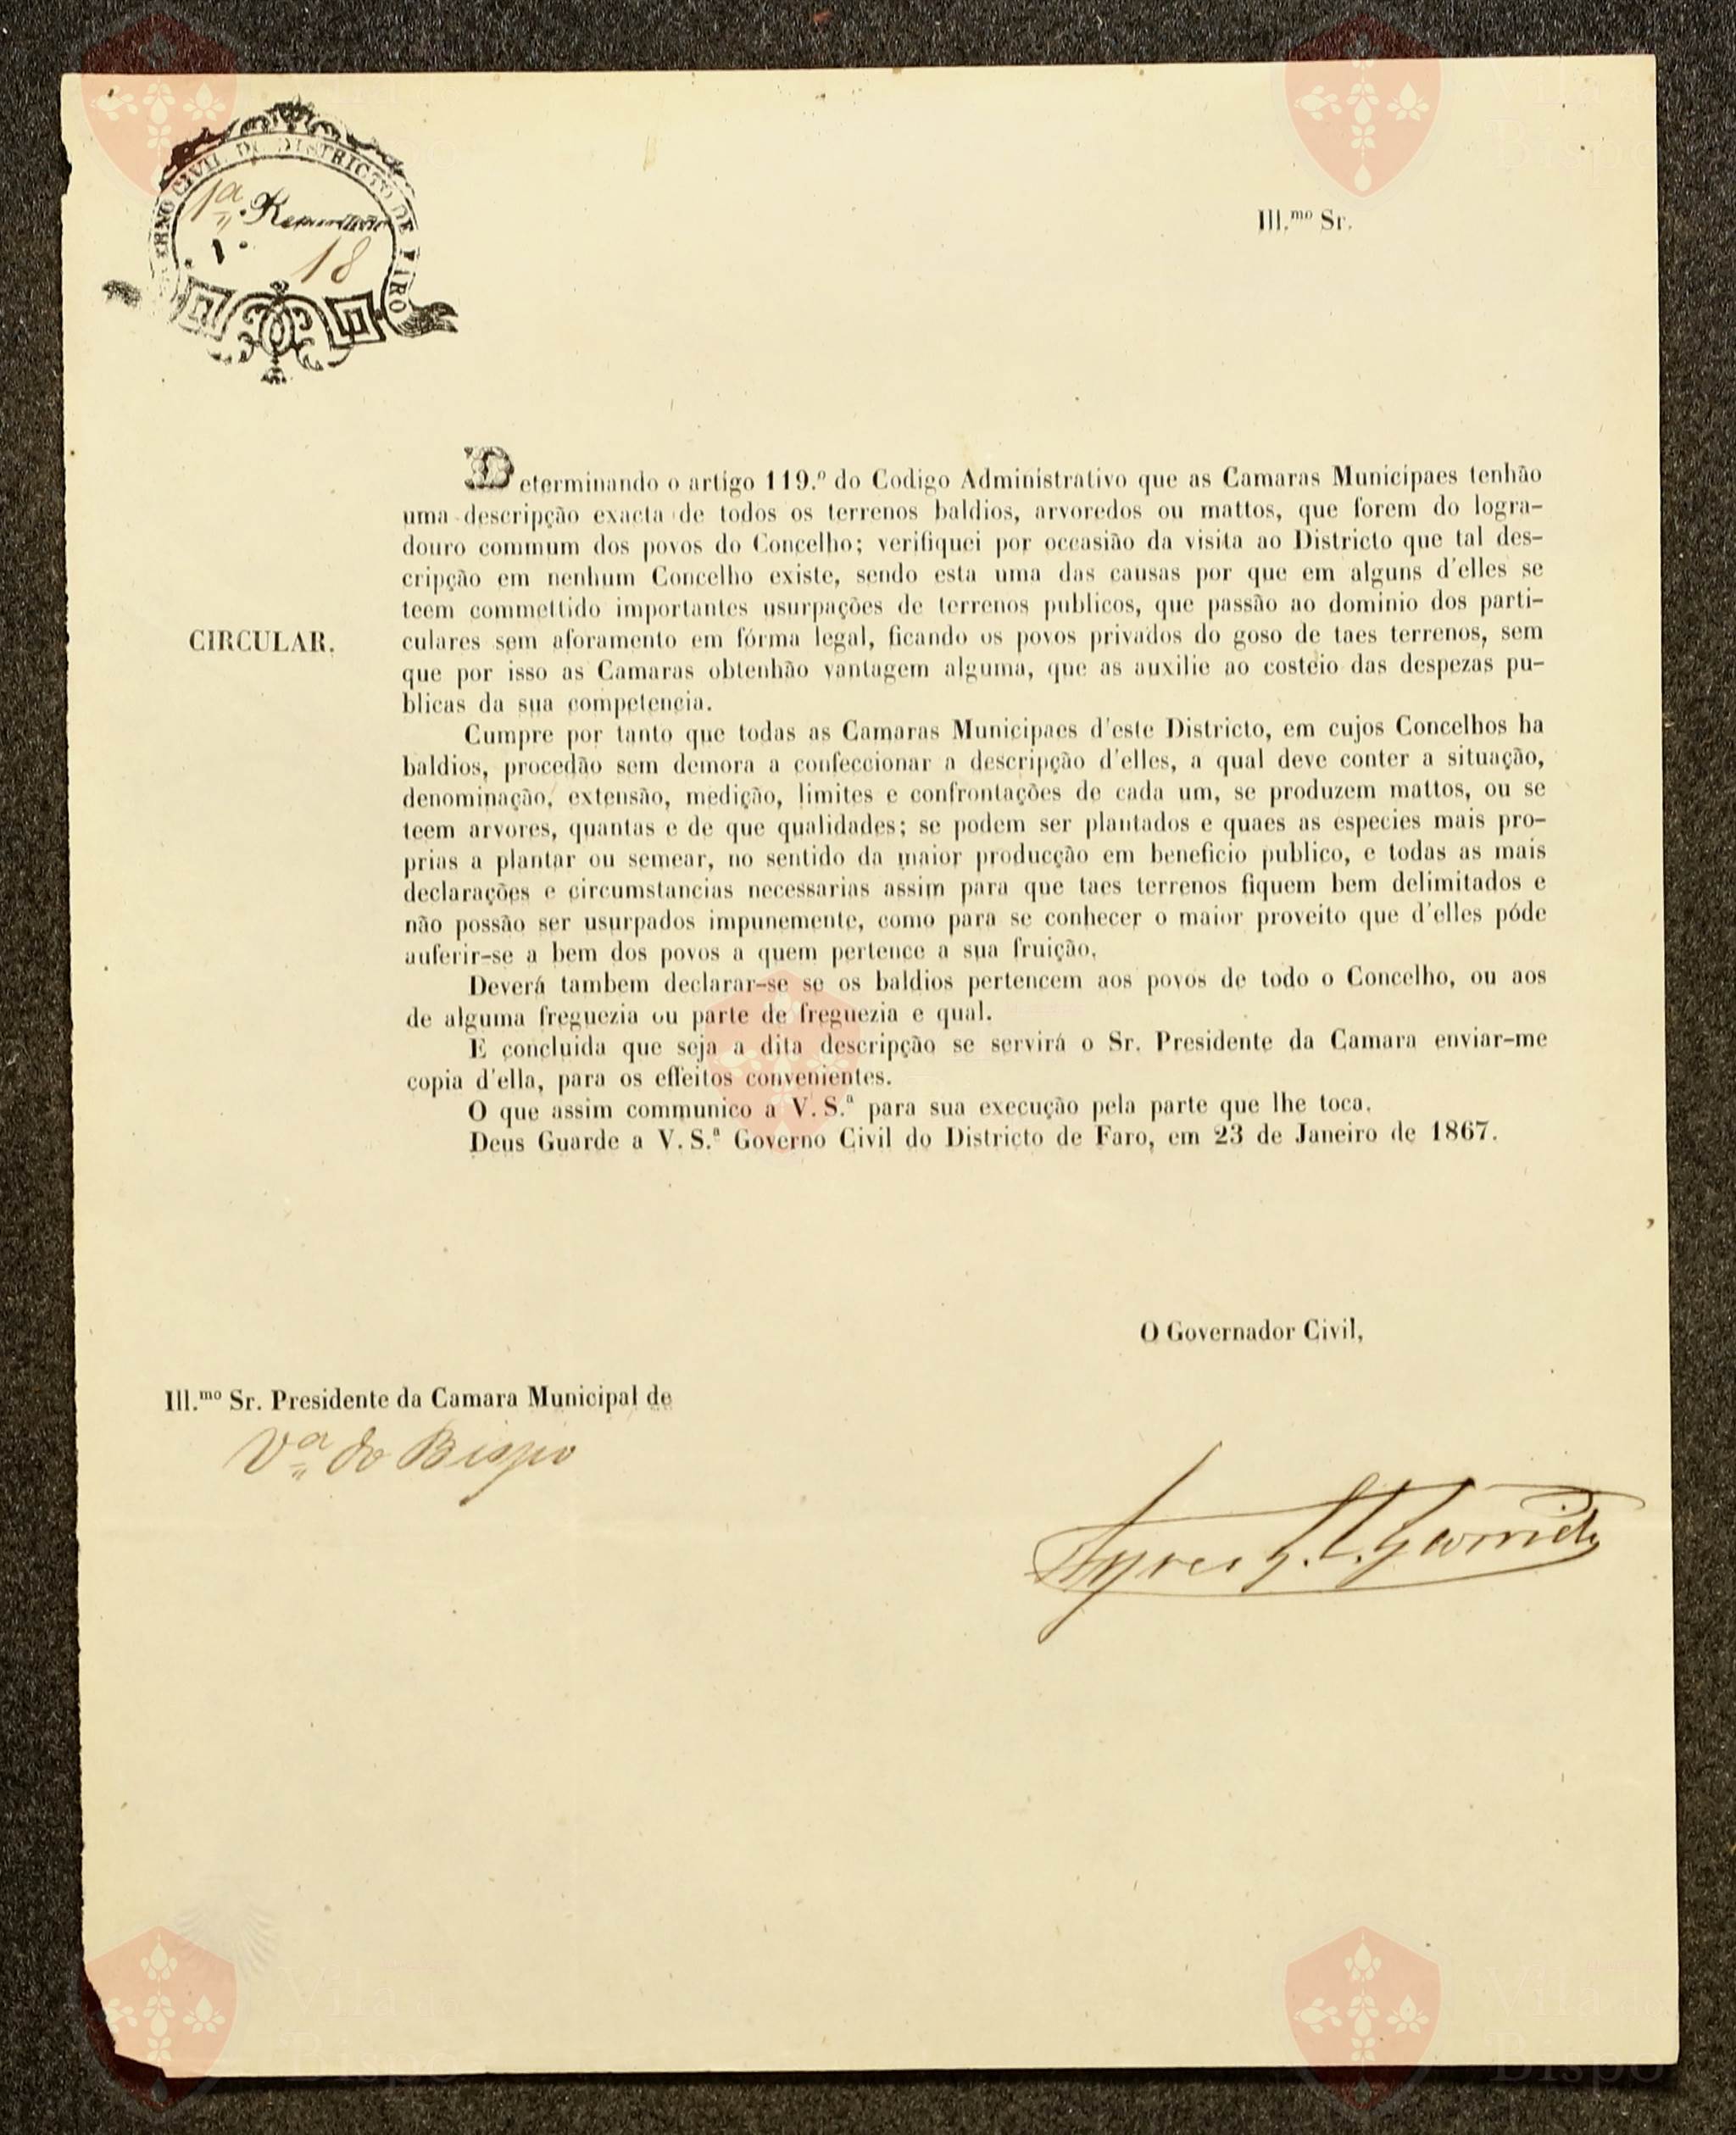 GOVERNO CIVIL DO DISTRICTO DE FARO
1ª Repartição
1.ª
18
Ill.mo Sr.
CIRCULAR.
Determinando o artigo 119.º do Codigo Administrativo que as Camaras Municipaes tenhão
uma descripção exacta de todos os terrenos baldios, arvoredos ou mattos, que forem do logra-
douro commum dos povos do Concelho; verifiquei por occasião da visita ao Districto que tal des-
cripção em nenhum Concelho existe, sendo esta uma das causas por que em alguns d'elles se
teem commettido importantes usurpações de terrenos publicos, que passão ao dominio dos parti-
culares sem aforamento em fórma legal, ficando os povos privados do goso de taes terrenos, sem
que por isso as Camaras obtenhão vantagem alguma, que as auxilie ao costeio das despezas pu-
blicas da sua competencia.
Cumpre por tanto que todas as Camaras Municipaes d'este Districto, em cujos Concelhos ha
baldios, procedão sem demora a confeccionar a descripção d'elles, a qual deve conter a situação,
denominação, extensão, medição, limites e confrontações de cada um, se produzem mattos, ou se
teem arvores, quantas e de que qualidades; se podem ser plantados e quaes as especies mais pro-
prias a plantar ou semear, no sentido da maior producção em beneficio publico, e todas as mais
declarações e circumstancias necessarias assim para que taes terrenos fiquem bem delimitados e
não possão ser usurpados impunemente, como para se conhecer o maior proveito que d'elles póde
auferir-se a bem dos povos a quem pertence a sua fruição.
Deverá tambem declarar-se se os baldios pertencem aos povos de todo o Concelho, ou aos
de alguma freguezia ou parte de freguezia e qual.
E concluida que seja a dita descripção se servirá o Sr. Presidente da Camara enviar-me
copia d'ella, para os effeitos convenientes.
O que assim communico a V. S.ª para sua execução pela parte que lhe toca.
Deus Guarde a V. S.ª Governo Civil do Districto de Faro, em 23 de Janeiro de 1867.
O Governador Civil,
Ill.mo Sr. Presidente da Camara Municipal de
Vª do Bispo
Vila do
Bispo
Vila do
Bispo